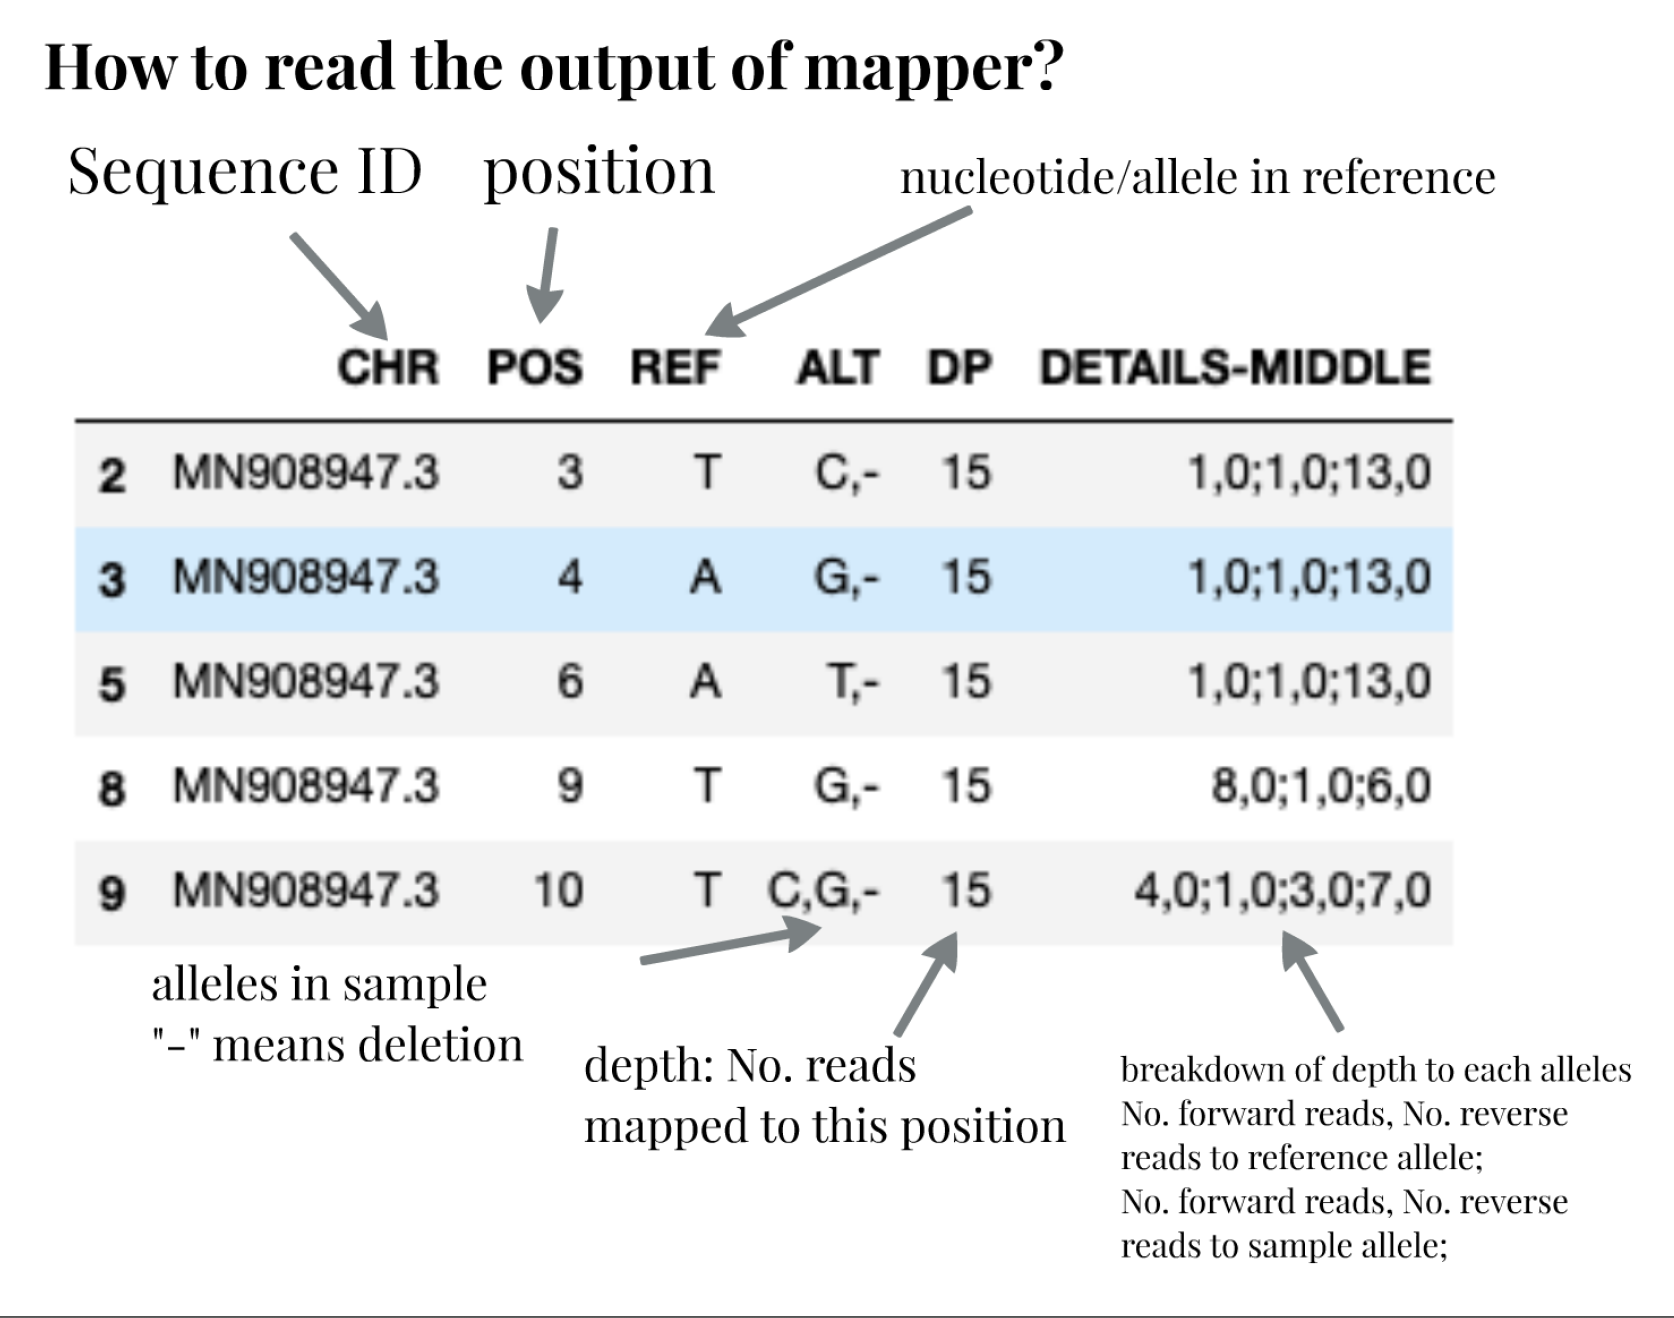 How to read the output of mapper?
Sequence ID position nucleotide/allele in reference
CHR POS REF ALT DP DETAILS-MIDDLE
2 MN908947.3 3 T C,- 15 1,0;1,0;13,0
3 MN908947.3 4 A G,- 15 1,0;1,0;13,0
5 MN908947.3 6 A T,- 15 1,0;1,0;13,0
8 MN908947.3 9 T G,- 15 8,0;1,0;6,0
9 MN908947.3 10 T C,G,- 15 4,0;1,0;3,0;7,0
alleles in sample
"-" means deletion
depth: No. reads
mapped to this position
breakdown of depth to each alleles
No. forward reads, No. reverse
reads to reference allele;
No. forward reads, No. reverse
reads to sample allele;